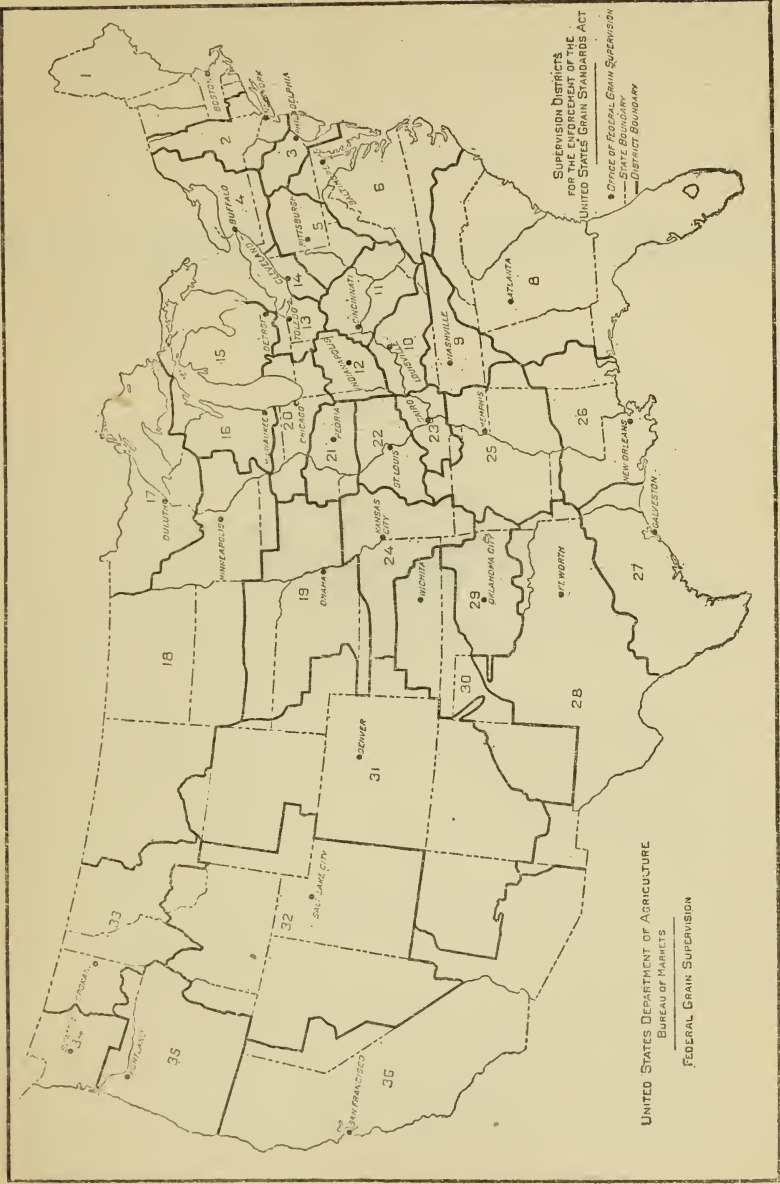 SUPERVISION DISTRICTS
FOR THE ENFORCEMENT OF THE
UNITED STATES GRAIN STANDARDS ACT
OFFICE OF FEDERAL GRAIN SUPERVISION
STATE BOUNDARY
DISTRICT BOUNDARY
UNITED STATES DEPARTMENT OF AGRICULTURE
BUREAU OF MARKETS
FEDERAL GRAIN SUPERVISION
1
BOSTON
2
3
4
BUFFALO
5
PITTSBURGH
BALTIMORE
6
8
ATLANTA
9
NASHVILLE
10
LOUISVILLE
11
CINCINNATI
12
INDIANAPOLIS
13
TOLEDO
14
CLEVELAND
15
DETROIT
16
17
DULUTH
MINNEAPOLIS
18
19
OMAHA
20
CHICAGO
21
PEORIA
22
ST. LOUIS
23
CAIRO
24
KANSAS
CITY
WICHITA
25
MEMPHIS
26
NEW ORLEANS
27
GALVESTON
28
FT. WORTH
29
OKLAHOMA CITY
30
31
DENVER
32
SALT LAKE CITY
33
SPOKANE
34
35
PORTLAND
36
SAN FRANCISCO